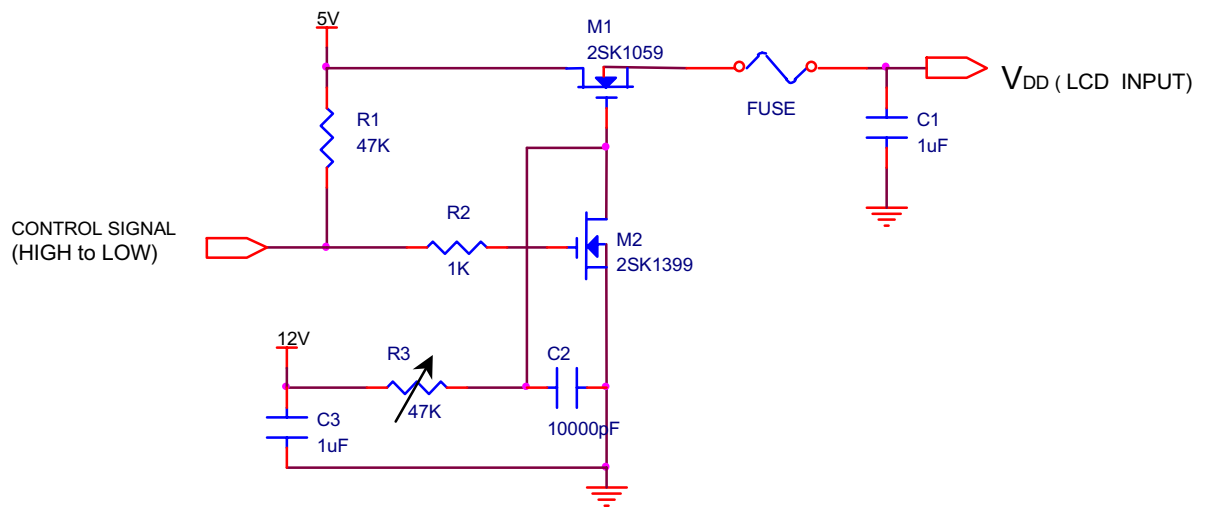 5V
M1
2SK1059
R1
47K
FUSE
VDD ( LCD INPUT)
C1
1uF
CONTROL SIGNAL
(HIGH to LOW)
R2
1K
M2
2SK1399
12V
R3
47K
C2
10000pF
C3
1uF